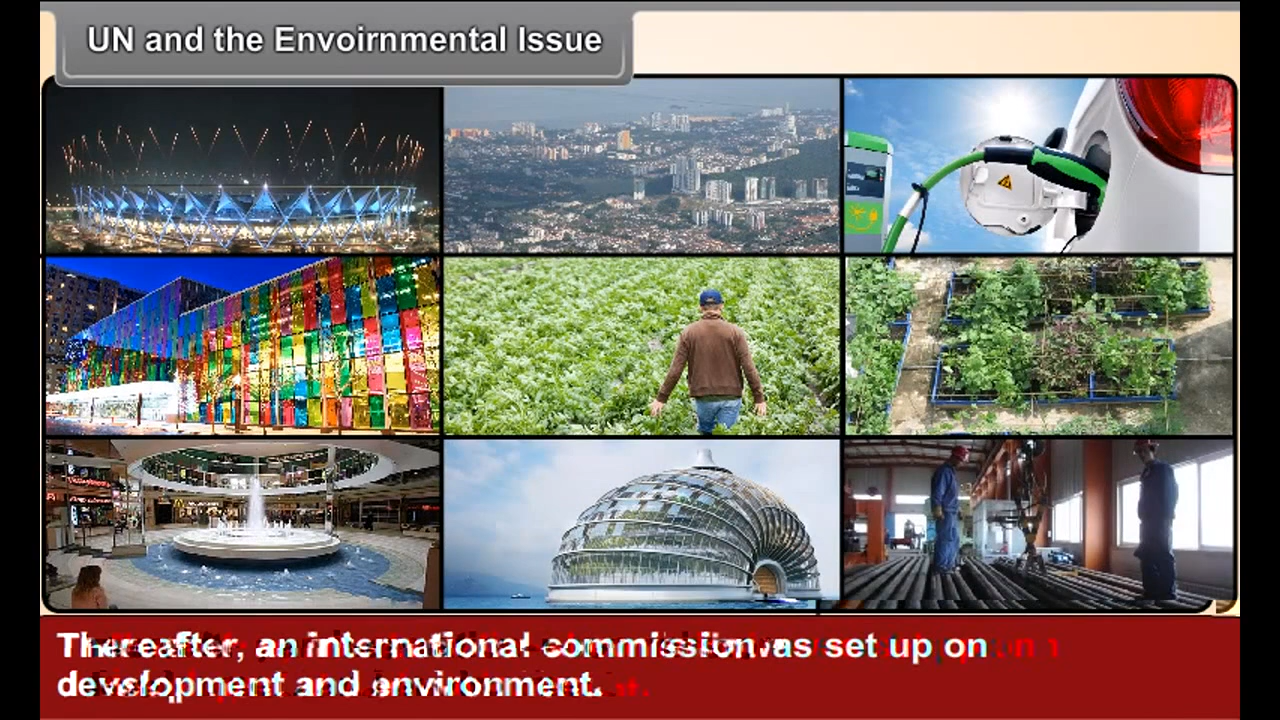 UN and the Envoirnmental Issue
Thereafter, an international commission was set up on
development and environment.